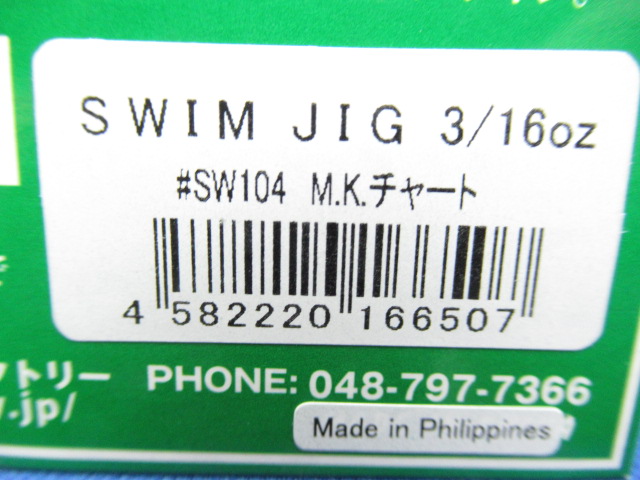 SWIM JIG 3/16oz
#SW104 M.K.チャート
4 582220 166507
クトリー PHONE: 048-797-7366
.jp/
Made in Philippines